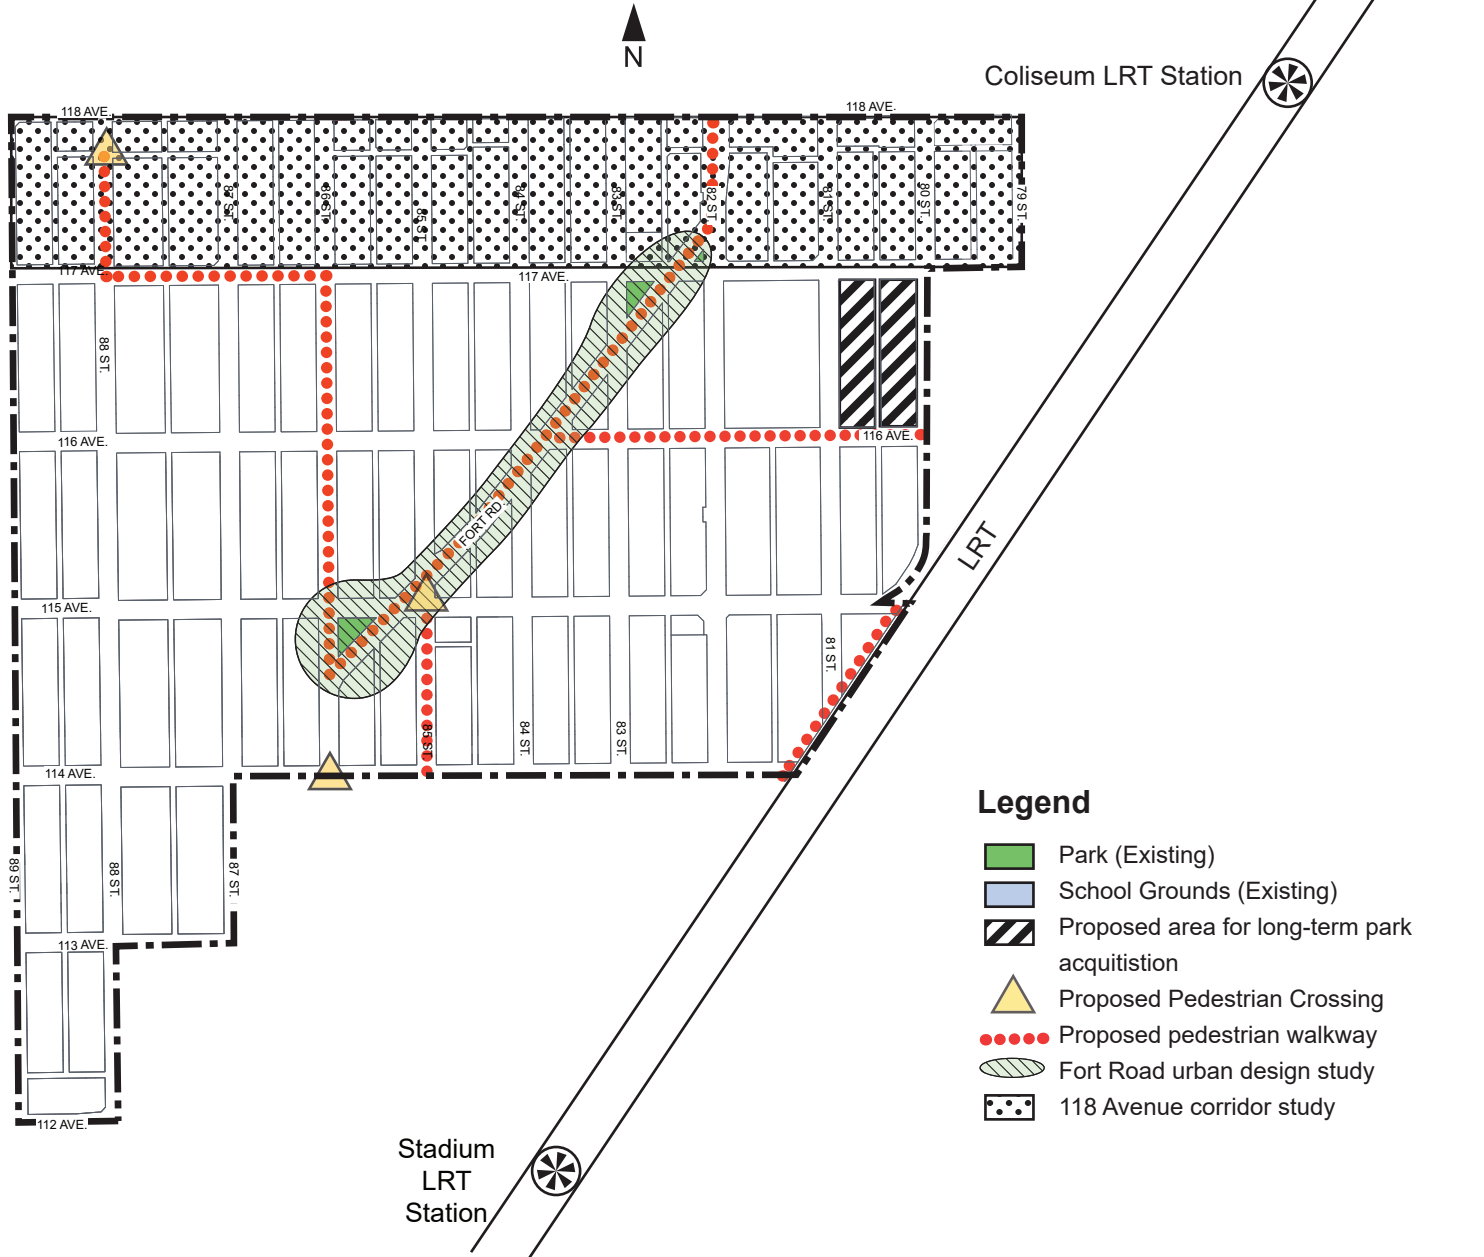 N
Coliseum LRT Station
118 AVE.
118 AVE.
87 ST.
86 ST.
85 ST.
84 ST.
83 ST.
82 ST.
81 ST.
80 ST.
79 ST.
117 AVE.
117 AVE.
88 ST.
116 AVE.
116 AVE.
FORT RD.
LRT
115 AVE.
81 ST.
85 ST.
84 ST.
83 ST.
114 AVE.
89 ST.
88 ST.
87 ST.
113 AVE.
112 AVE.
Legend
Park (Existing)
School Grounds (Existing)
Proposed area for long-term park
acquitistion
Proposed Pedestrian Crossing
Proposed pedestrian walkway
Fort Road urban design study
118 Avenue corridor study
Stadium
LRT
Station